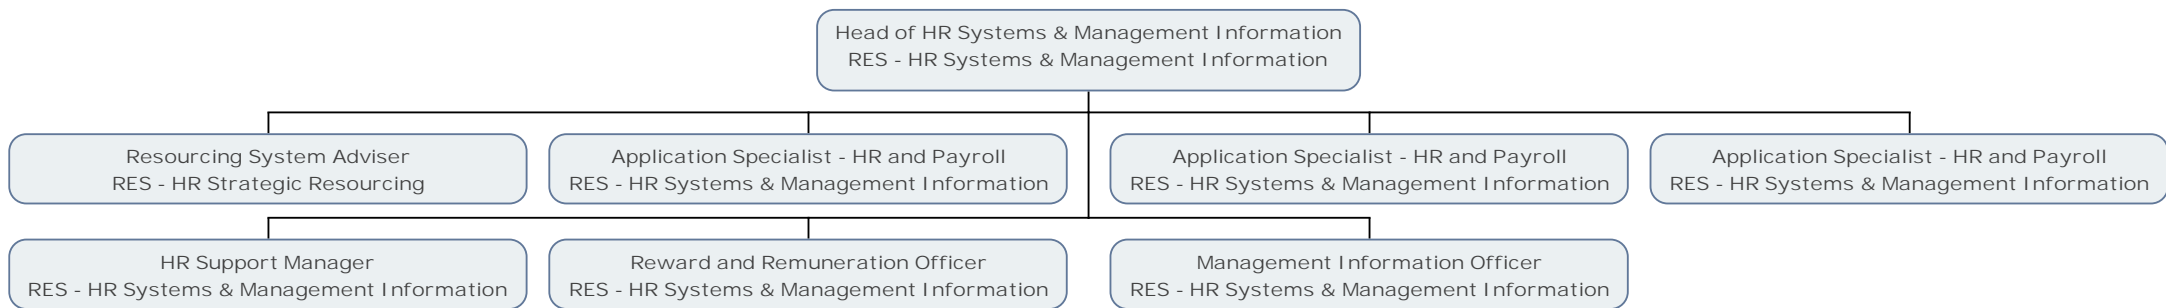 Head of HR Systems & Management Information
RES - HR Systems & Management Information
Resourcing System Adviser
RES - HR Strategic Resourcing
Application Specialist - HR and Payroll
RES - HR Systems & Management Information
Application Specialist - HR and Payroll
RES - HR Systems & Management Information
Application Specialist - HR and Payroll
RES - HR Systems & Management Information
HR Support Manager
RES - HR Systems & Management Information
Reward and Remuneration Officer
RES - HR Systems & Management Information
Management Information Officer
RES - HR Systems & Management Information